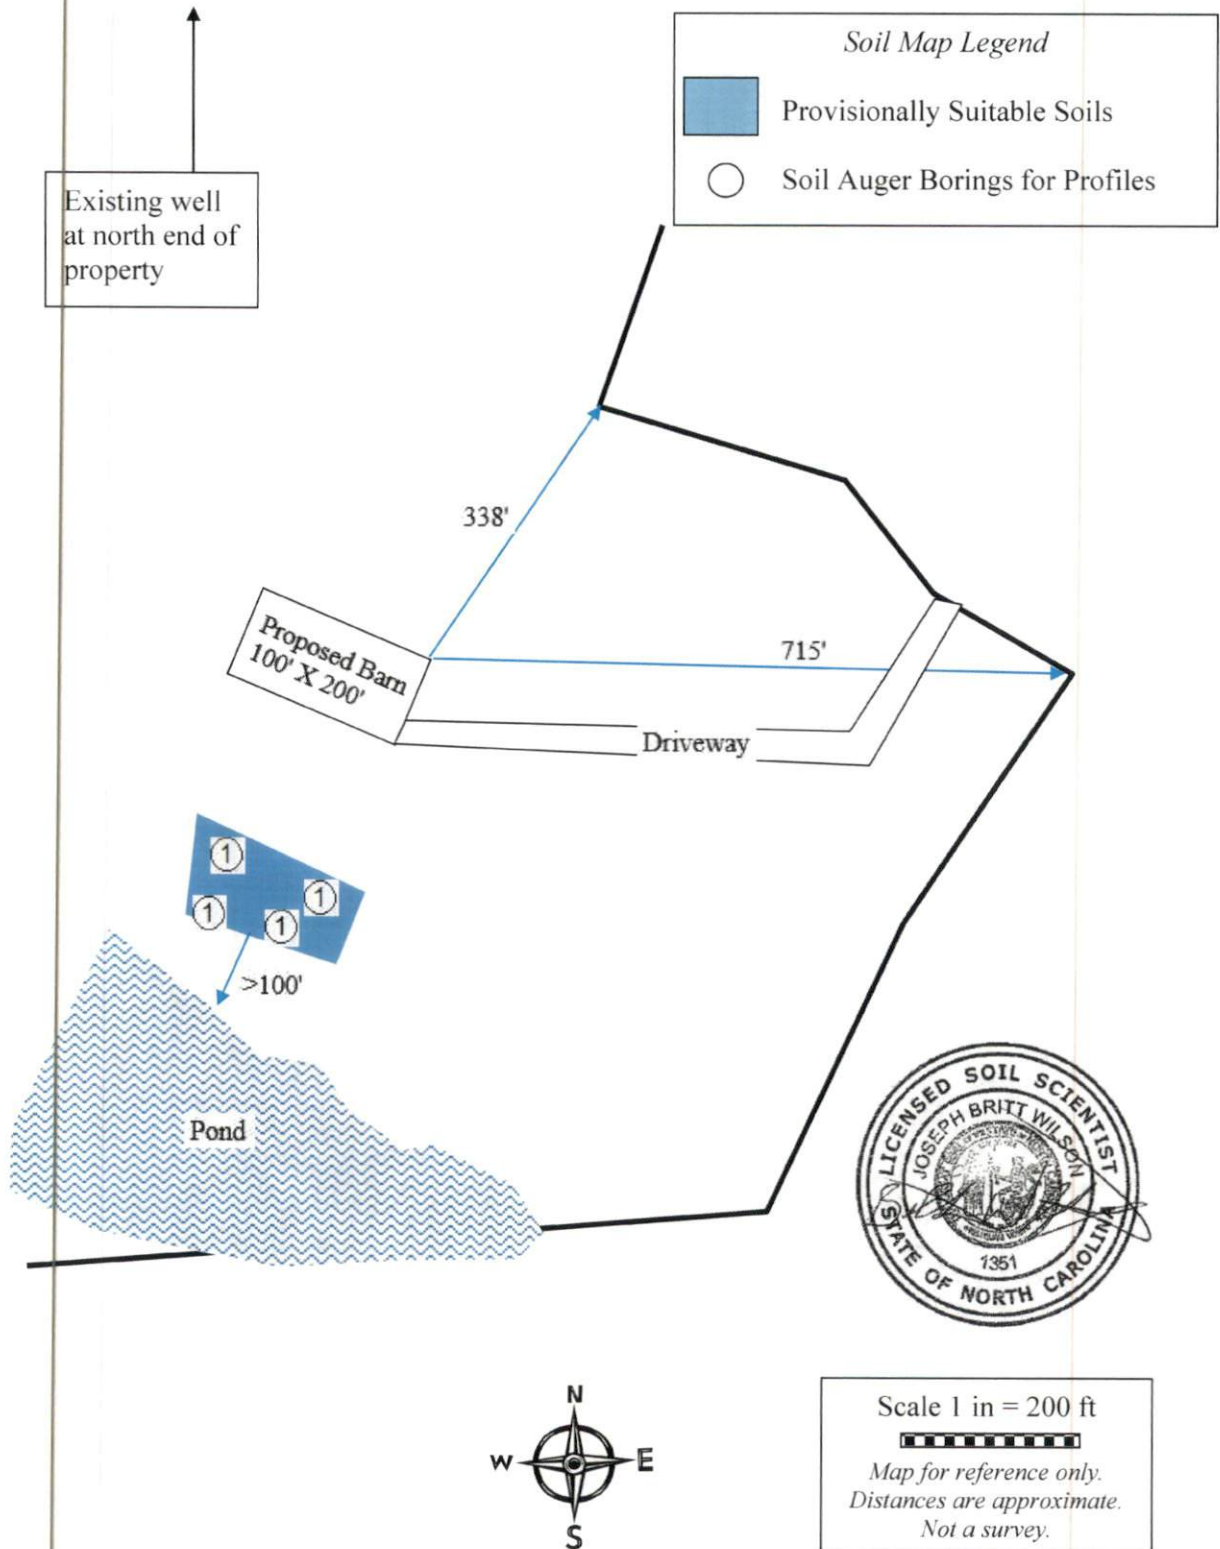 Soil Map Legend
Provisionally Suitable Soils
Soil Auger Borings for Profiles
Existing well
at north end of
property
338'
Proposed Barn
100' X 200'
715'
Driveway
1
1
1
1
>100'
Pond
LICENSED SOIL SCIENTIST
JOSEPH BRITT WILSON
1351
STATE OF NORTH CAROLINA
N
W E
S
Scale 1 in = 200 ft
Map for reference only.
Distances are approximate.
Not a survey.